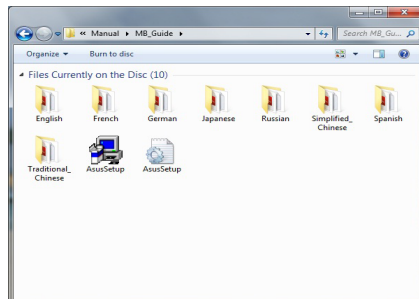 « Manual ▸ MB_Guide ▸
Search MB_Gu...
Organize ▾ Burn to disc
Files Currently on the Disc (10)
English French German Japanese Russian Simplified_ Spanish
Chinese
Traditional_ AsusSetup AsusSetup
Chinese